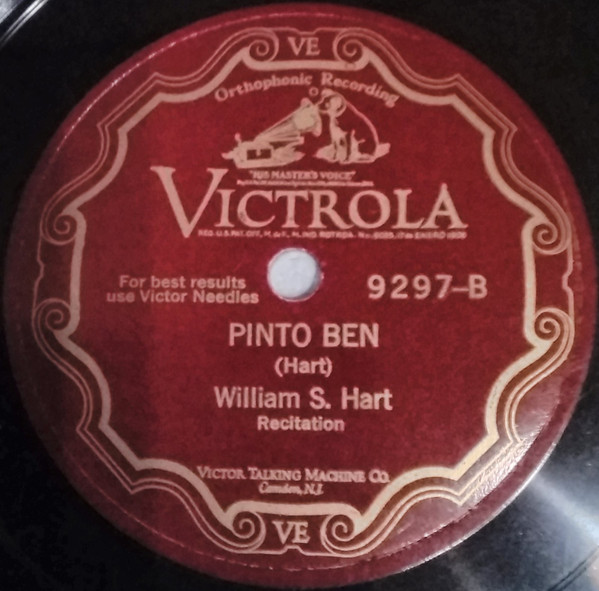 VE
Orthophonic Recording
"HIS MASTER'S VOICE"
VICTROLA
For best results
use Victor Needles
9297-B
PINTO BEN
(Hart)
William S. Hart
Recitation
VICTOR TALKING MACHINE CO.
Camden, N.J.
VE